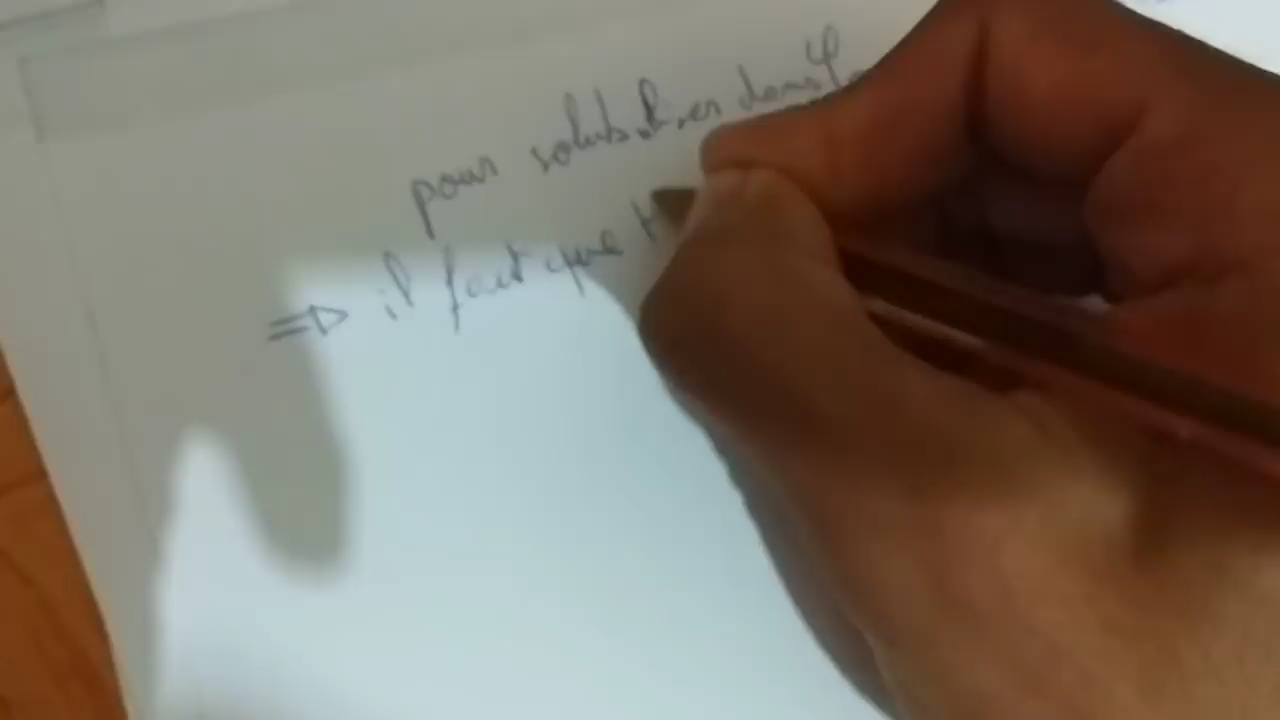 pour solubiliser dans
⇒ il faut que